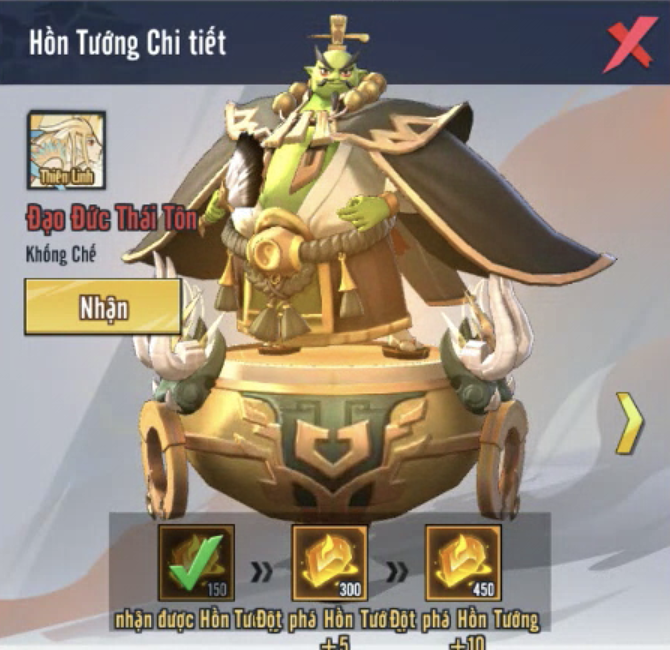 Hồn Tướng Chi tiết
Thiên Linh
Đạo Đức Thái Tôn
Khống Chế
Nhận
150
300
450
nhận được Hồn Tư
Đột phá Hồn Tướ
+5
Đột phá Hồn Tướng
+10